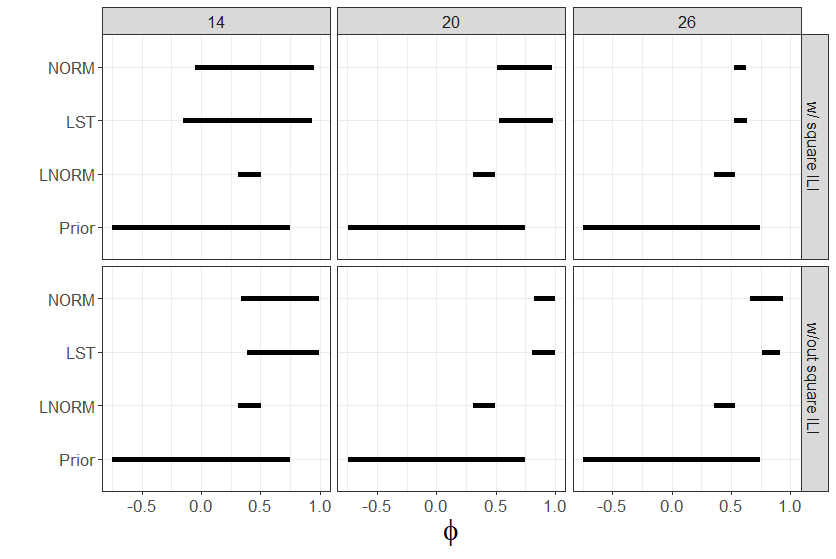 14 20 26
NORM
LST
LNORM
Prior
w/ square ILI
NORM
LST
LNORM
Prior
w/out square ILI
-0.5 0.0 0.5 1.0 -0.5 0.0 0.5 1.0 -0.5 0.0 0.5 1.0
ϕ